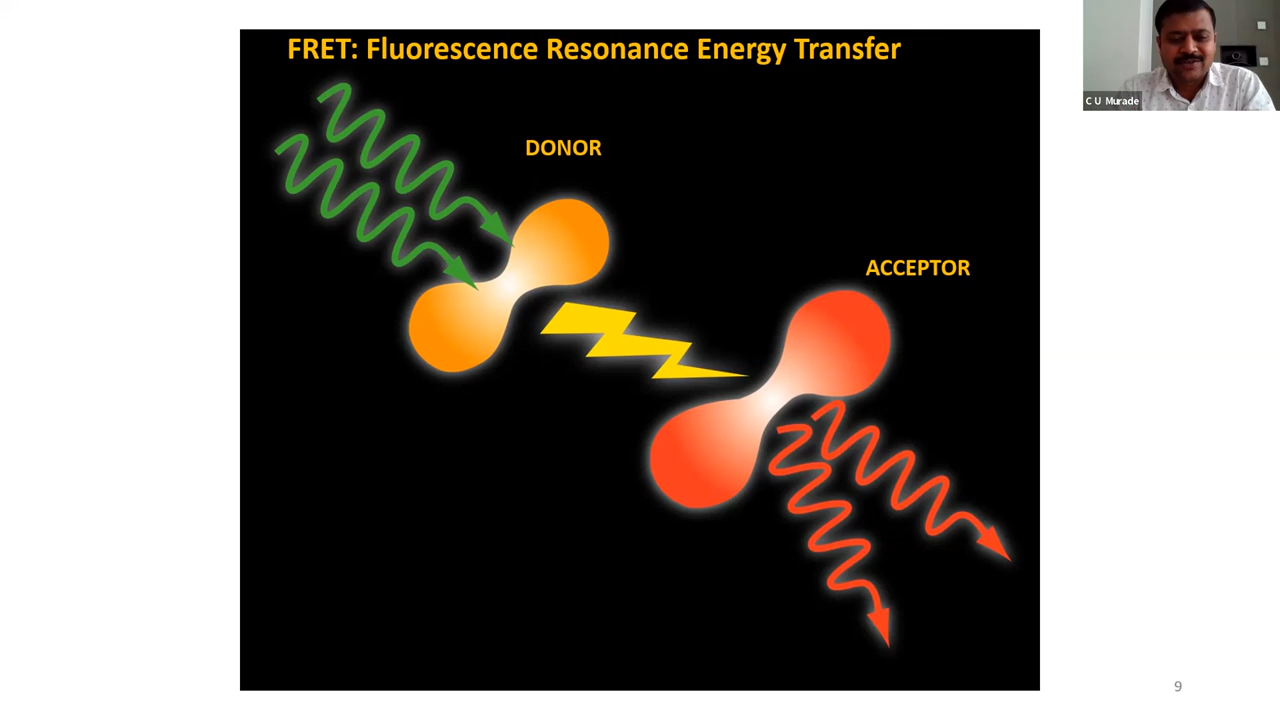 FRET: Fluorescence Resonance Energy Transfer
C U Murade
DONOR
ACCEPTOR
9